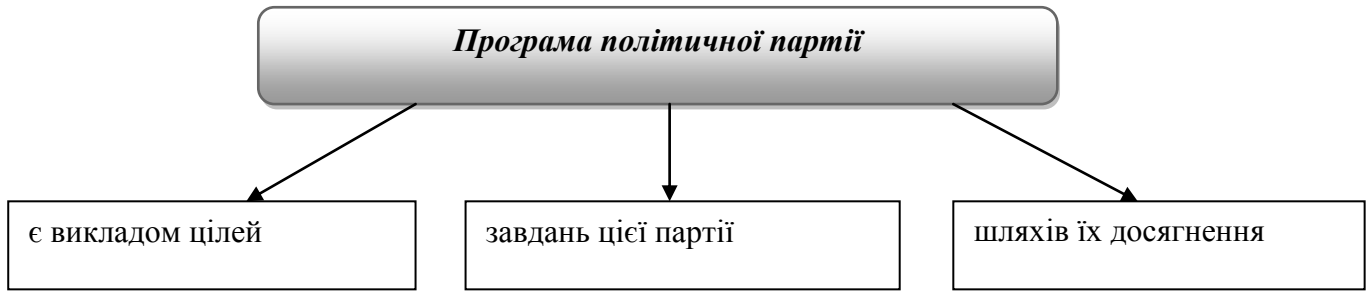 Програма політичної партії
є викладом цілей
завдань цієї партії
шляхів їх досягнення